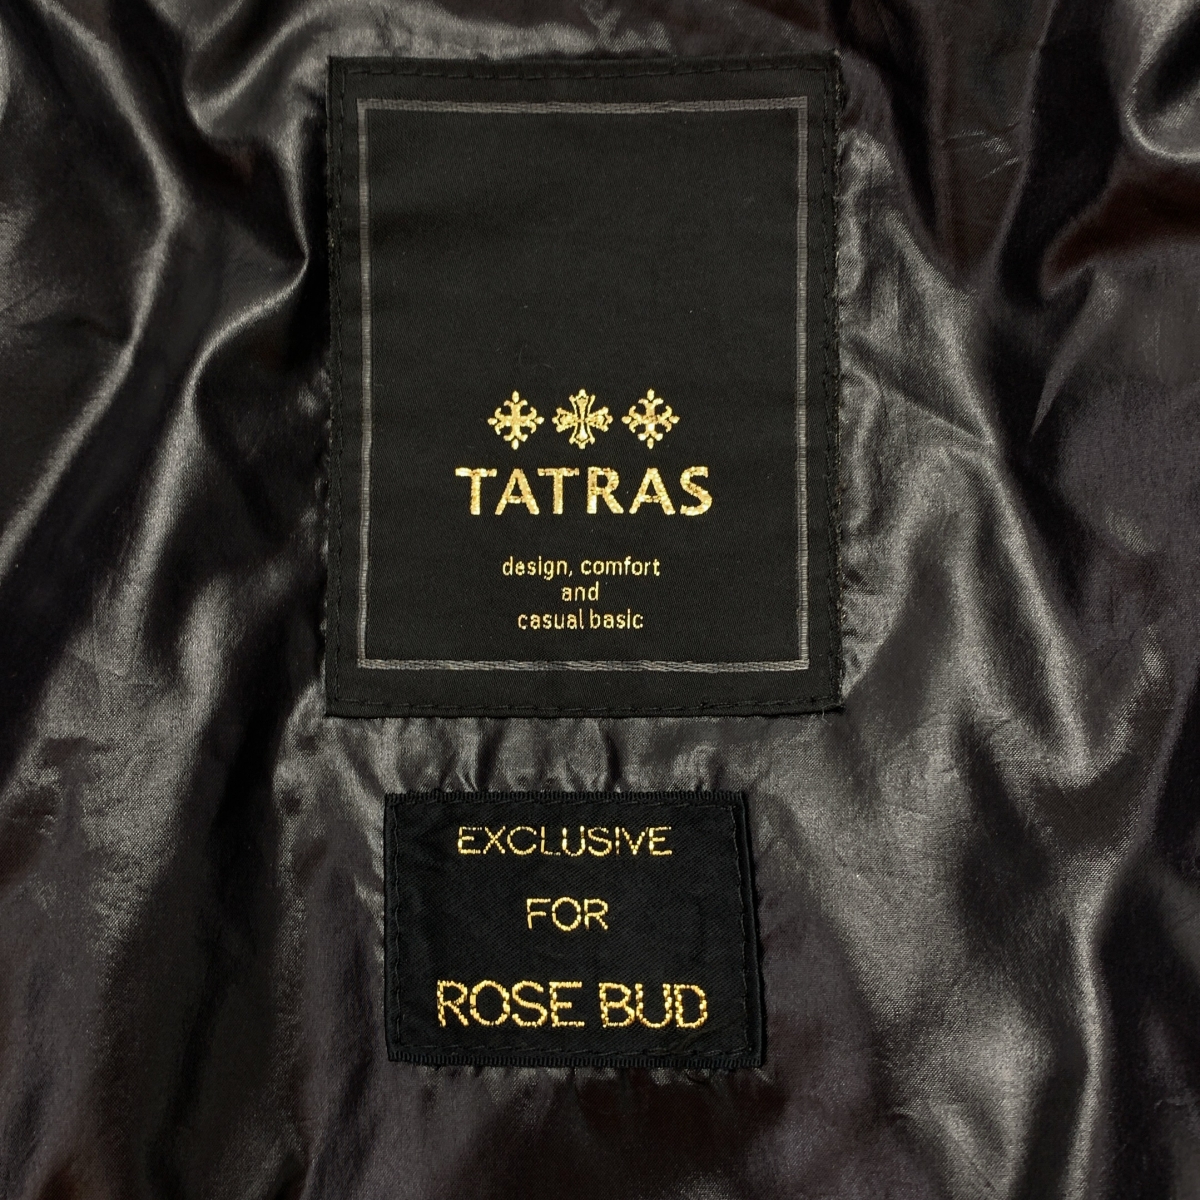 TATRAS
design, comfort
and
casual basic
EXCLUSIVE
FOR
ROSE BUD